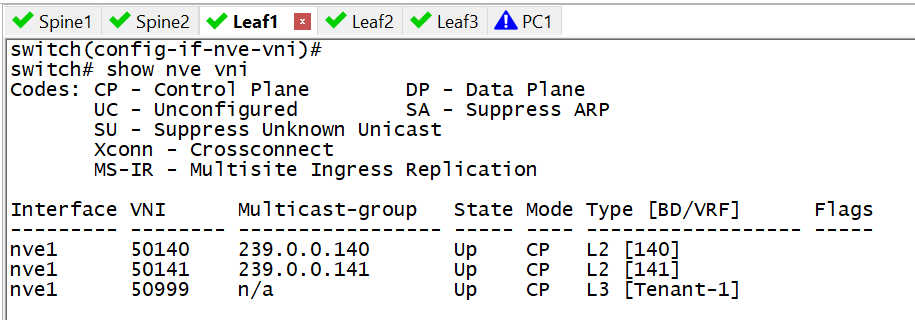 Spine1 Spine2 Leaf1 x Leaf2 Leaf3 PC1
switch(config-if-nve-vni)#
switch# show nve vni
Codes: CP - Control Plane        DP - Data Plane
       UC - Unconfigured         SA - Suppress ARP
       SU - Suppress Unknown Unicast
       Xconn - Crossconnect
       MS-IR - Multisite Ingress Replication
Interface VNI      Multicast-group   State Mode Type [BD/VRF]      Flags
--------- -------- ----------------- ----- ---- ------------------ -----
nve1      50140    239.0.0.140       Up    CP   L2 [140]
nve1      50141    239.0.0.141       Up    CP   L2 [141]
nve1      50999    n/a               Up    CP   L3 [Tenant-1]